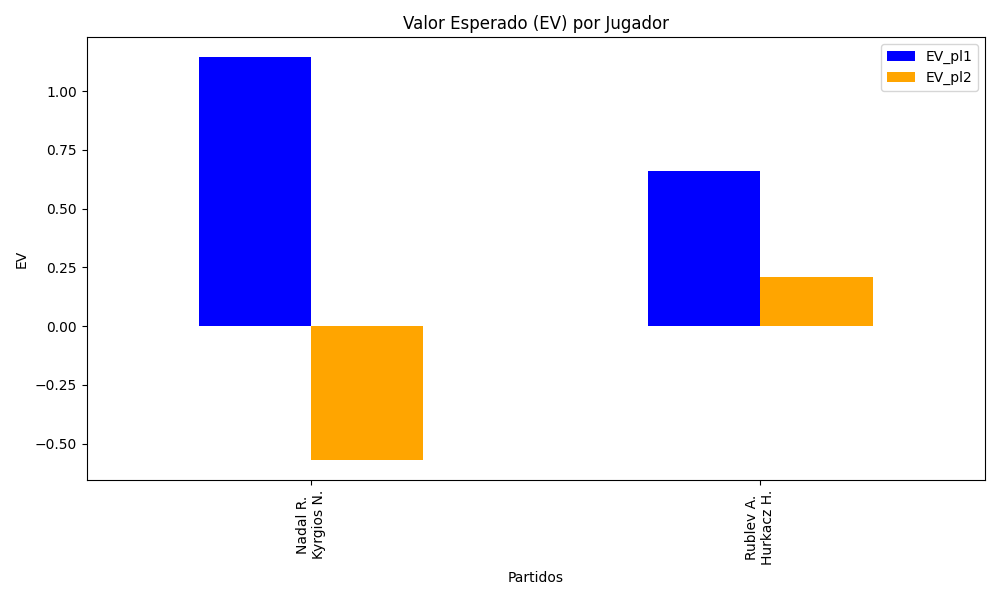 Valor Esperado (EV) por Jugador
EV_pl1
EV_pl2
EV
1.00
0.75
0.50
0.25
0.00
−0.25
−0.50
Nadal R.
Kyrgios N.
Rublev A.
Hurkacz H.
Partidos